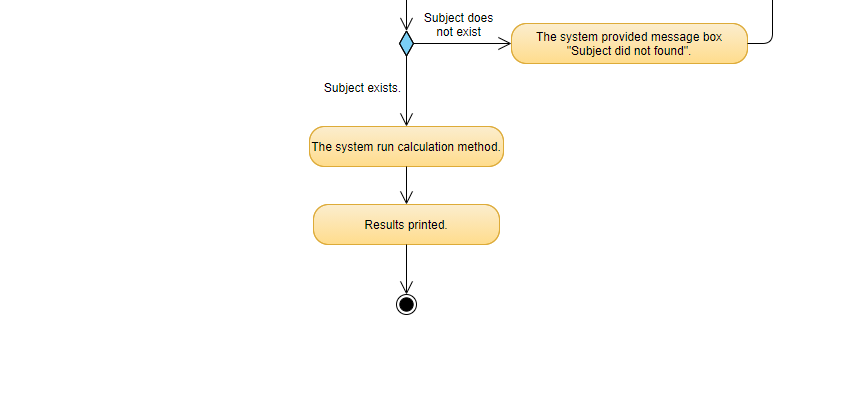 Subject does
not exist
The system provided message box
"Subject did not found".
Subject exists.
The system run calculation method.
Results printed.